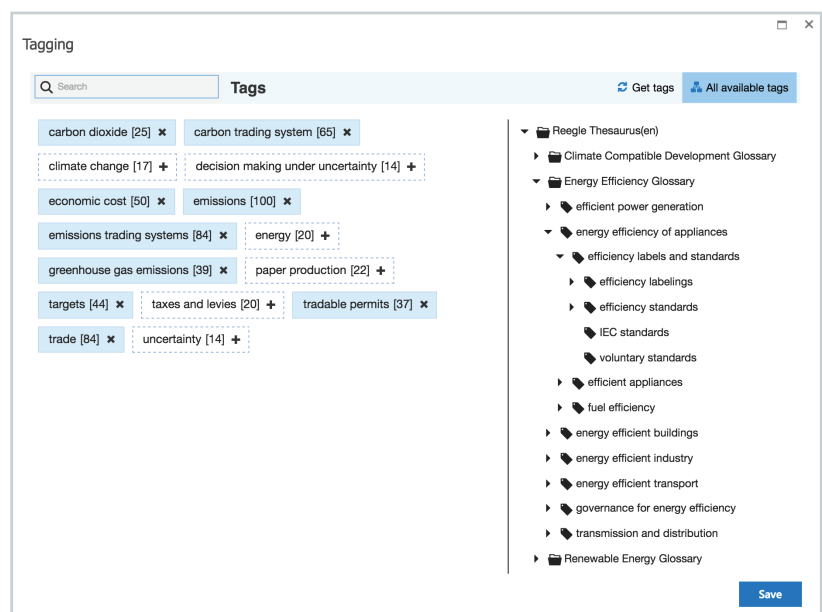 Tagging
Search
Tags
Get tags
All available tags
carbon dioxide [25] ✖ carbon trading system [65] ✖
climate change [17] + decision making under uncertainty [14] +
economic cost [50] ✖ emissions [100] ✖
emissions trading systems [84] ✖ energy [20] +
greenhouse gas emissions [39] ✖ paper production [22] +
targets [44] ✖ taxes and levies [20] + tradable permits [37] ✖
trade [84] ✖ uncertainty [14] +
Reegle Thesaurus(en)
Climate Compatible Development Glossary
Energy Efficiency Glossary
efficient power generation
energy efficiency of appliances
efficiency labels and standards
efficiency labelings
efficiency standards
IEC standards
voluntary standards
efficient appliances
fuel efficiency
energy efficient buildings
energy efficient industry
energy efficient transport
governance for energy efficiency
transmission and distribution
Renewable Energy Glossary
Save